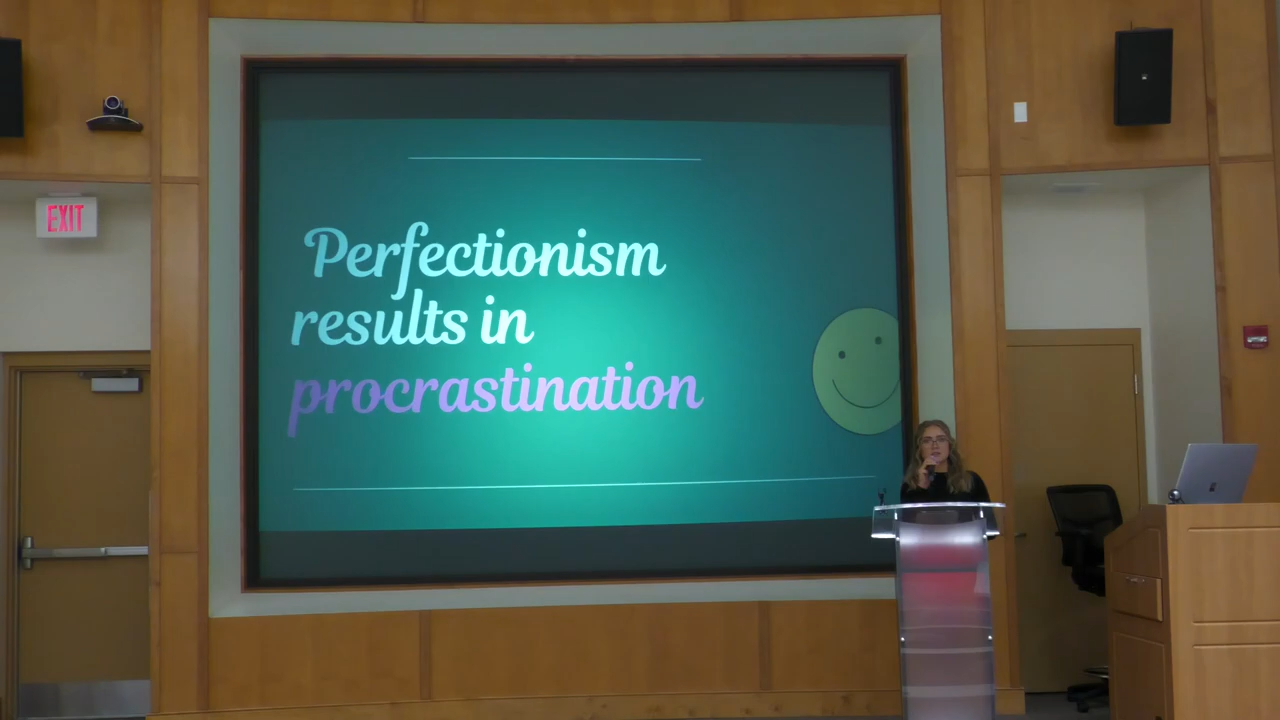 EXIT
Perfectionism
results in
procrastination